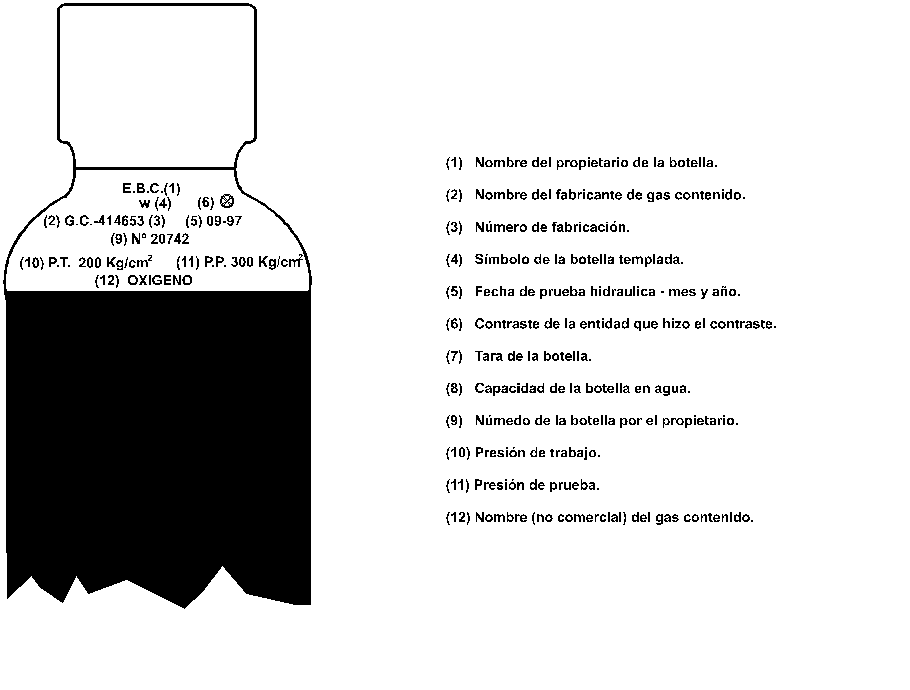 E.B.C.(1)
w (4) (6)
(2) G.C.-414653 (3) (5) 09-97
(9) Nº 20742
(10) P.T. 200 Kg/cm² (11) P.P. 300 Kg/cm²
(12) OXIGENO
(1) Nombre del propietario de la botella.
(2) Nombre del fabricante de gas contenido.
(3) Número de fabricación.
(4) Símbolo de la botella templada.
(5) Fecha de prueba hidraulica - mes y año.
(6) Contraste de la entidad que hizo el contraste.
(7) Tara de la botella.
(8) Capacidad de la botella en agua.
(9) Númedo de la botella por el propietario.
(10) Presión de trabajo.
(11) Presión de prueba.
(12) Nombre (no comercial) del gas contenido.